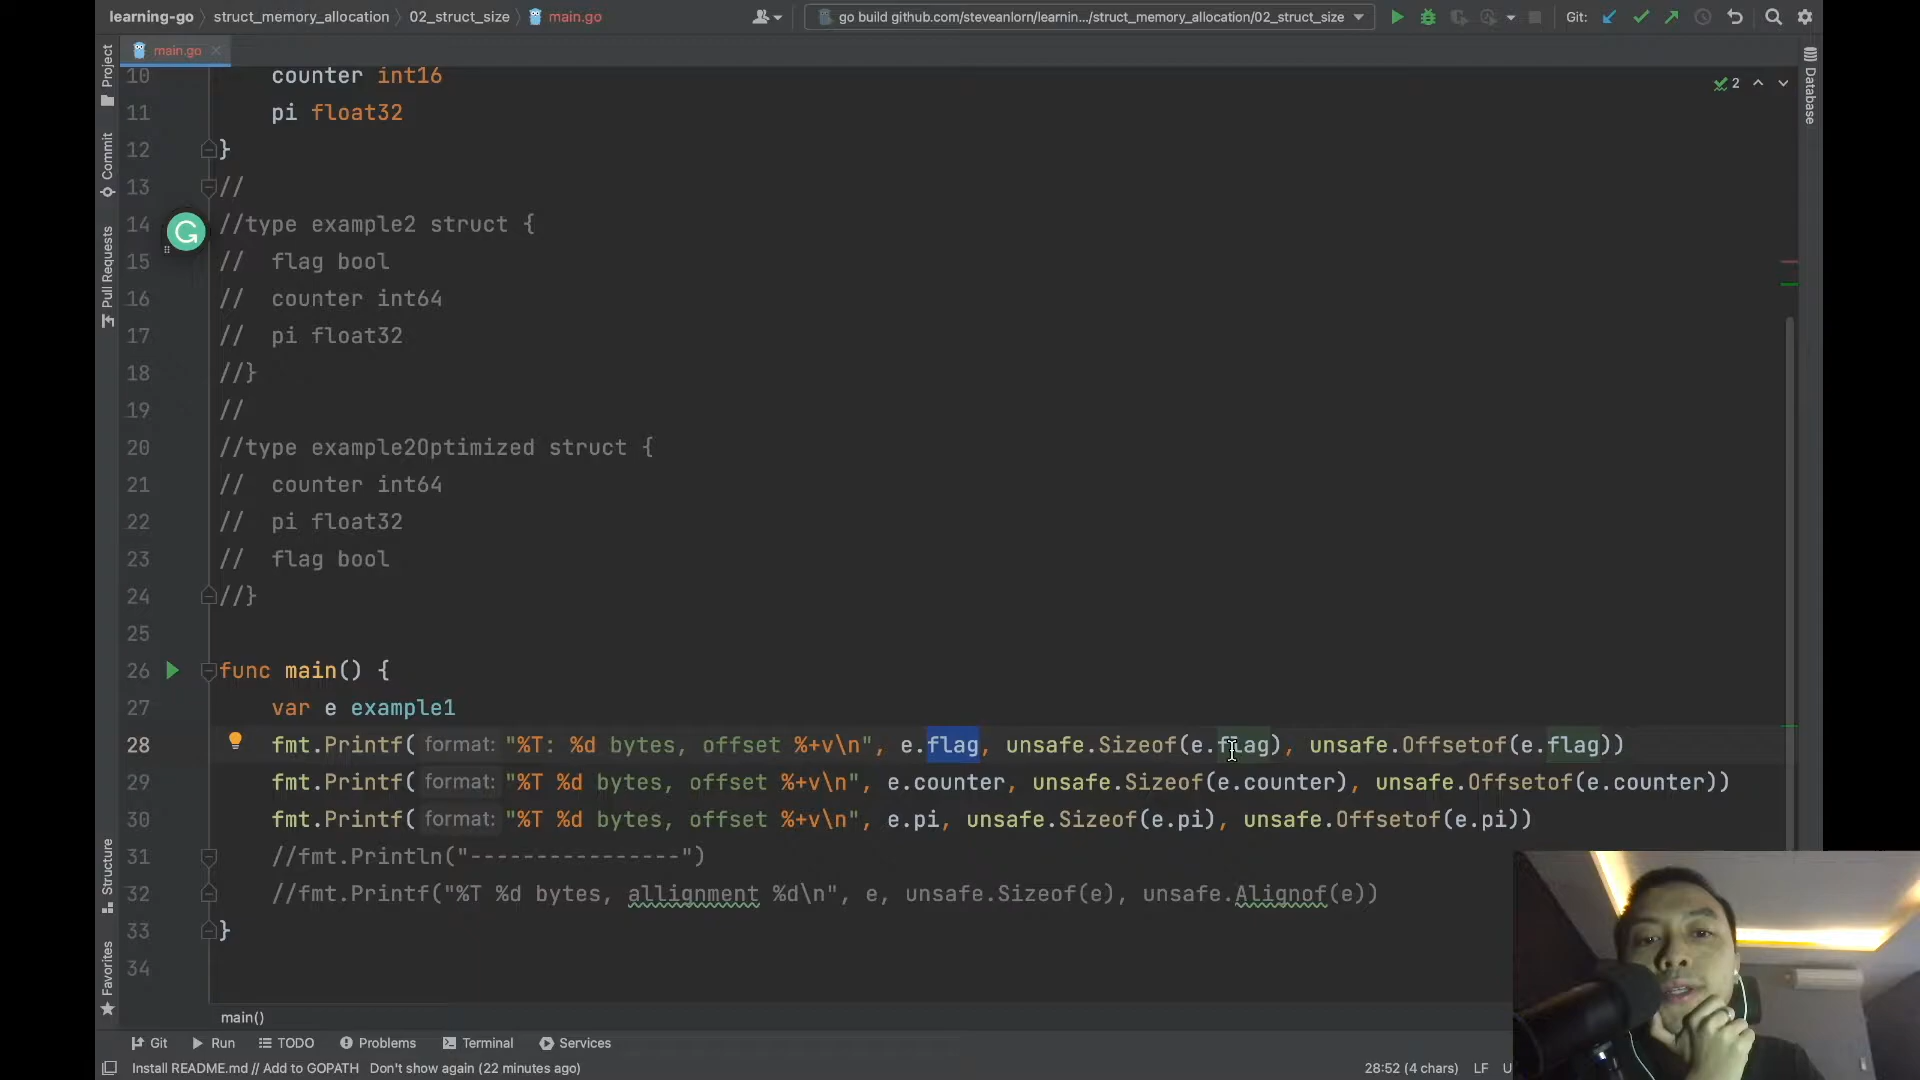 learning-go
struct_memory_allocation
02_struct_size
main.go
go build github.com/steveanlorn/learnin.../struct_memory_allocation/02_struct_size
Git:
Project
Commit
Pull Requests
Structure
Favorites
Database
main.go
2
10 counter int16
11 pi float32
12 }
13 //
14 //type example2 struct {
15 // flag bool
16 // counter int64
17 // pi float32
18 //}
19 //
20 //type example2Optimized struct {
21 // counter int64
22 // pi float32
23 // flag bool
24 //}
25
26 func main() {
27 var e example1
28 fmt.Printf( format: "%T: %d bytes, offset %+v\n", e.flag, unsafe.Sizeof(e.flag), unsafe.Offsetof(e.flag))
29 fmt.Printf( format: "%T %d bytes, offset %+v\n", e.counter, unsafe.Sizeof(e.counter), unsafe.Offsetof(e.counter))
30 fmt.Printf( format: "%T %d bytes, offset %+v\n", e.pi, unsafe.Sizeof(e.pi), unsafe.Offsetof(e.pi))
31 //fmt.Println("----------------")
32 //fmt.Printf("%T %d bytes, allignment %d\n", e, unsafe.Sizeof(e), unsafe.Alignof(e))
33 }
34
main()
Git
Run
TODO
Problems
Terminal
Services
Install README.md // Add to GOPATH Don't show again (22 minutes ago)
28:52 (4 chars)
LF